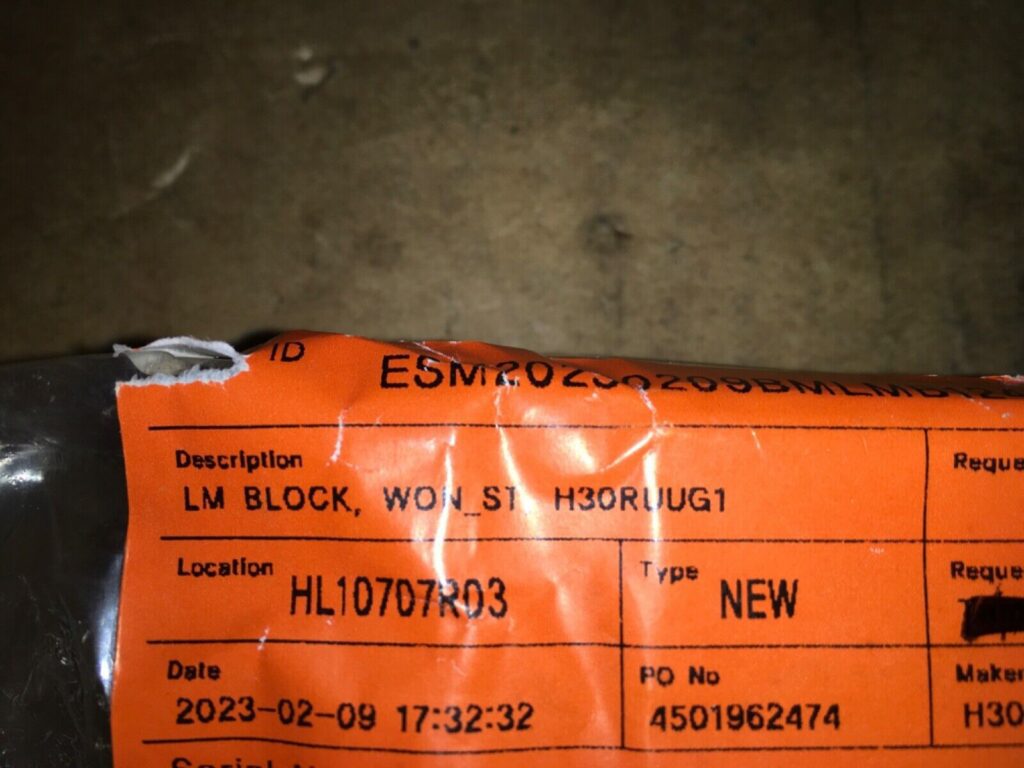 ID
Description
LM BLOCK, WON_ST, H30RUUG1
Location
HL10707R03
Type
NEW
Date
2023-02-09 17:32:32
PO No
4501962474
Maker
H30